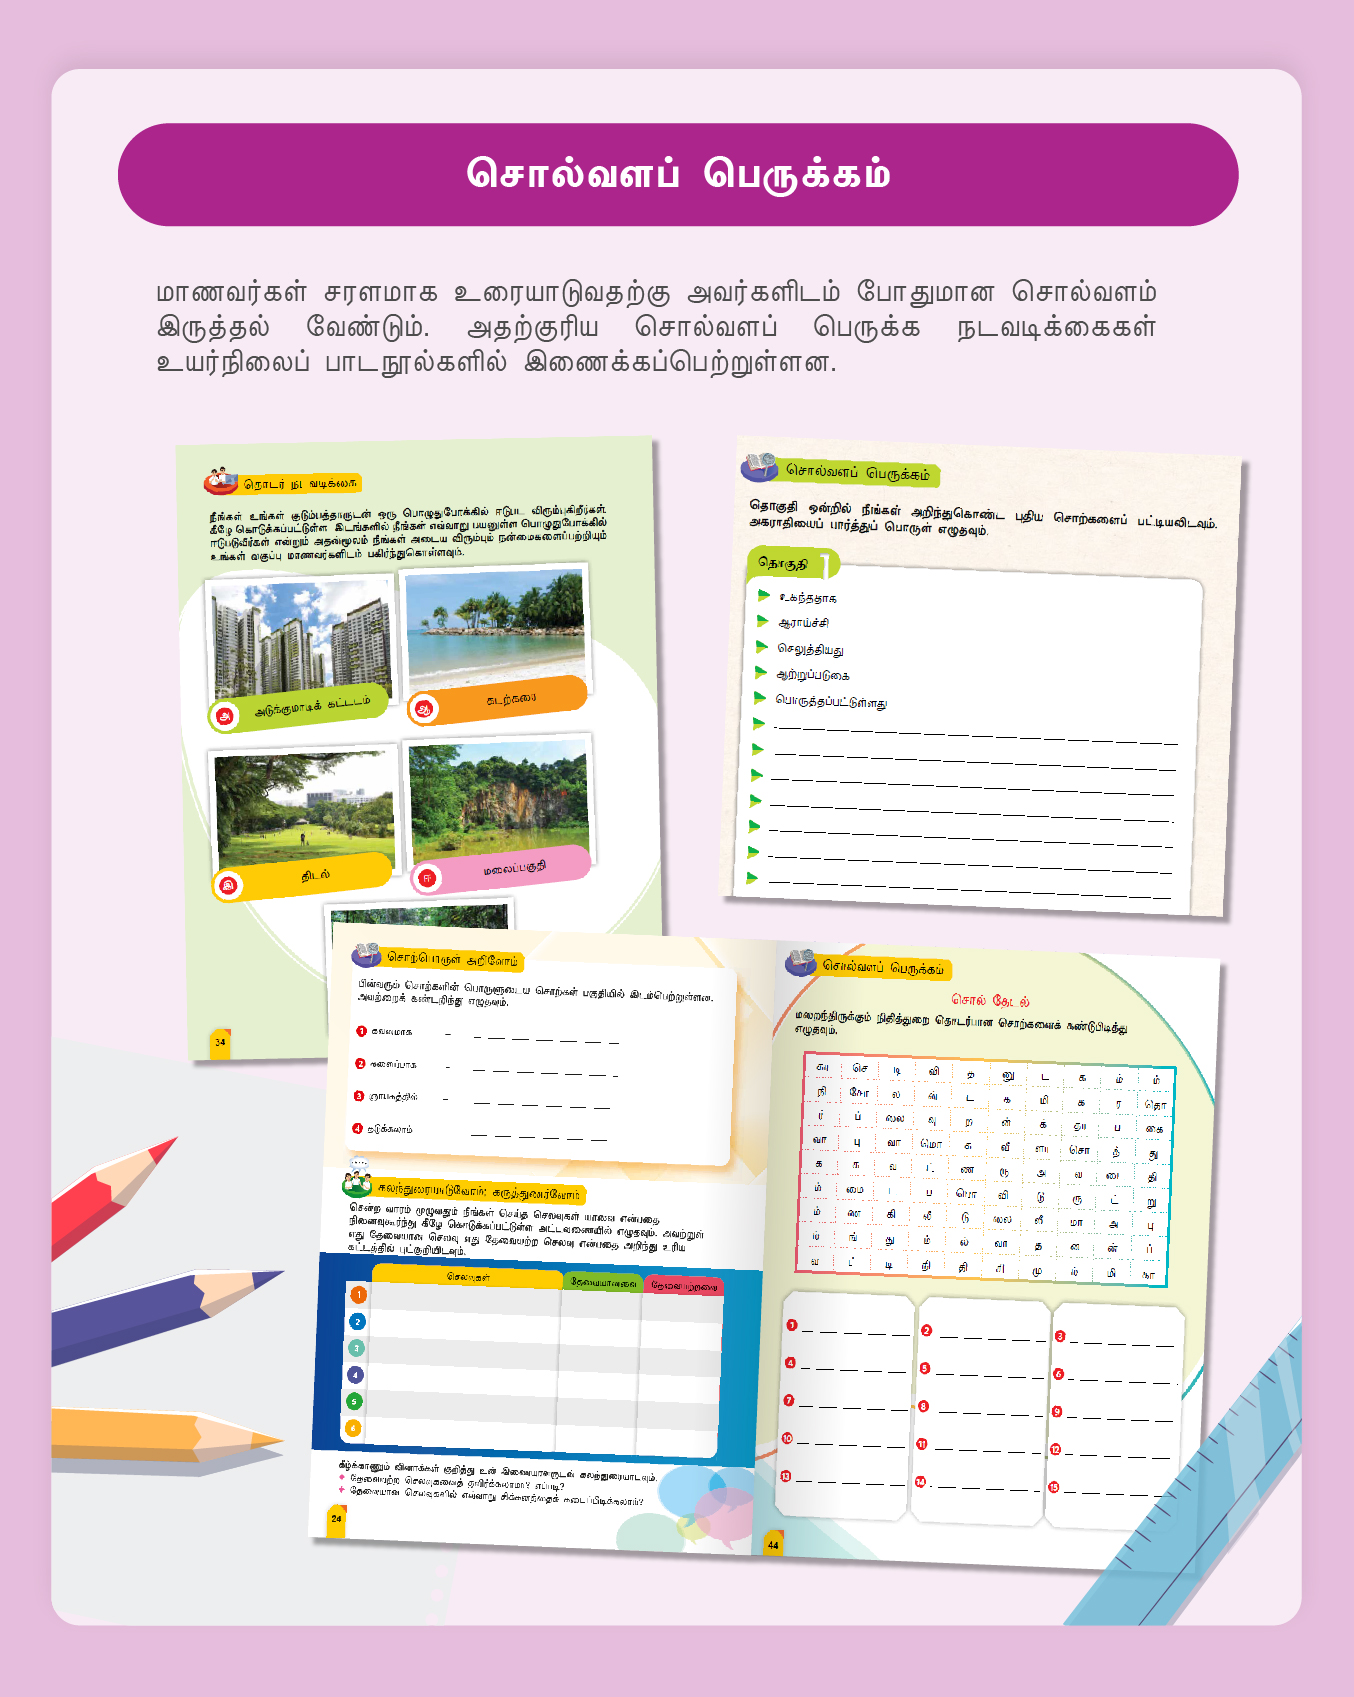 சொல்வளப் பெருக்கம்
மாணவர்கள் சரளமாக உரையாடுவதற்கு அவர்களிடம் போதுமான சொல்வளம்
இருத்தல் வேண்டும். அதற்குரிய சொல்வளப் பெருக்க நடவடிக்கைகள்
உயர்நிலைப் பாடநூல்களில் இணைக்கப்பெற்றுள்ளன.
தொடர் நடவடிக்கை
நீங்கள் உங்கள் குடும்பத்தாருடன் ஒரு பொழுதுபோக்கில் ஈடுபட விரும்புகிறீர்கள்.
கீழே கொடுக்கப்பட்டுள்ள இடங்களில் நீங்கள் எவ்வாறு பயனுள்ள பொழுதுபோக்கில்
ஈடுபடுவீர்கள் என்றும் அதன்மூலம் நீங்கள் அடைய விரும்பும் நன்மைகளைப்பற்றியும்
உங்கள் வகுப்பு மாணவர்களிடம் பகிர்ந்துகொள்ளவும்.
அ அடுக்குமாடிக் கட்டடம்
ஆ கடற்கரை
இ திடல்
ஈ மலைப்பகுதி
34
சொல்வளப் பெருக்கம்
தொகுதி ஒன்றில் நீங்கள் அறிந்துகொண்ட புதிய சொற்களைப் பட்டியலிடவும்.
அகராதியைப் பார்த்துப் பொருள் எழுதவும்.
தொகுதி 1
உகந்ததாக
ஆராய்ச்சி
செலுத்தியது
ஆற்றுப்படுகை
பொருத்தப்பட்டுள்ளது
சொற்பொருள் அறிவோம்
பின்வரும் சொற்களின் பொருளுடைய சொற்கள் பகுதியில் இடம்பெற்றுள்ளன.
அவற்றைக் கண்டறிந்து எழுதவும்.
1 கவலமாக –
2 களைப்பாக –
3 ஞாபகத்தில் –
4 தடுக்கலாம் –
கலந்துரையாடுவோம்; கருத்துணர்வோம்
சென்ற வாரம் முழுவதும் நீங்கள் செய்த செலவுகள் யாவை என்பதை
நினைவுகூர்ந்து கீழே கொடுக்கப்பட்டுள்ள அட்டவணையில் எழுதவும். அவற்றுள்
எது தேவையான செலவு எது தேவையற்ற செலவு என்பதை அறிந்து உரிய
கட்டத்தில் புட்குறியிடவும்.
செலவுகள் தேவையானவை தேவையற்றவை
1
2
3
4
5
6
கீழ்க்காணும் வினாக்கள் குறித்து உன் இணையருடன் கலந்துரையாடவும்.
தேவையற்ற செலவுகளைத் தவிர்க்கலாமா? எப்படி?
தேவையான செலவுகளில் எவ்வாறு சிக்கனத்தைக் கடைப்பிடிக்கலாம்?
24
சொல்வளப் பெருக்கம்
சொல் தேடல்
மறைந்திருக்கும் நிதித்துறை தொடர்பான சொற்களைக் கண்டுபிடித்து
எழுதவும்.
1 2 3
4 5 6
7 8 9
10 11 12
13 14 15
44